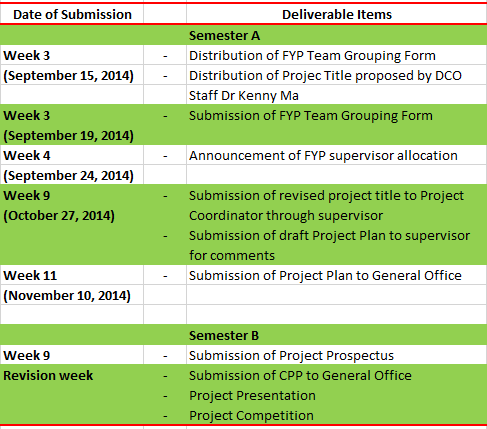 Date of Submission Deliverable Items
Semester A
Week 3 - Distribution of FYP Team Grouping Form
(September 15, 2014) - Distribution of Projec Title proposed by DCO
Staff Dr Kenny Ma
Week 3 - Submission of FYP Team Grouping Form
(September 19, 2014)
Week 4 - Announcement of FYP supervisor allocation
(September 24, 2014)
Week 9 - Submission of revised project title to Project
(October 27, 2014) Coordinator through supervisor
- Submission of draft Project Plan to supervisor
for comments
Week 11 - Submission of Project Plan to General Office
(November 10, 2014)
Semester B
Week 9 - Submission of Project Prospectus
Revision week - Submission of CPP to General Office
- Project Presentation
- Project Competition